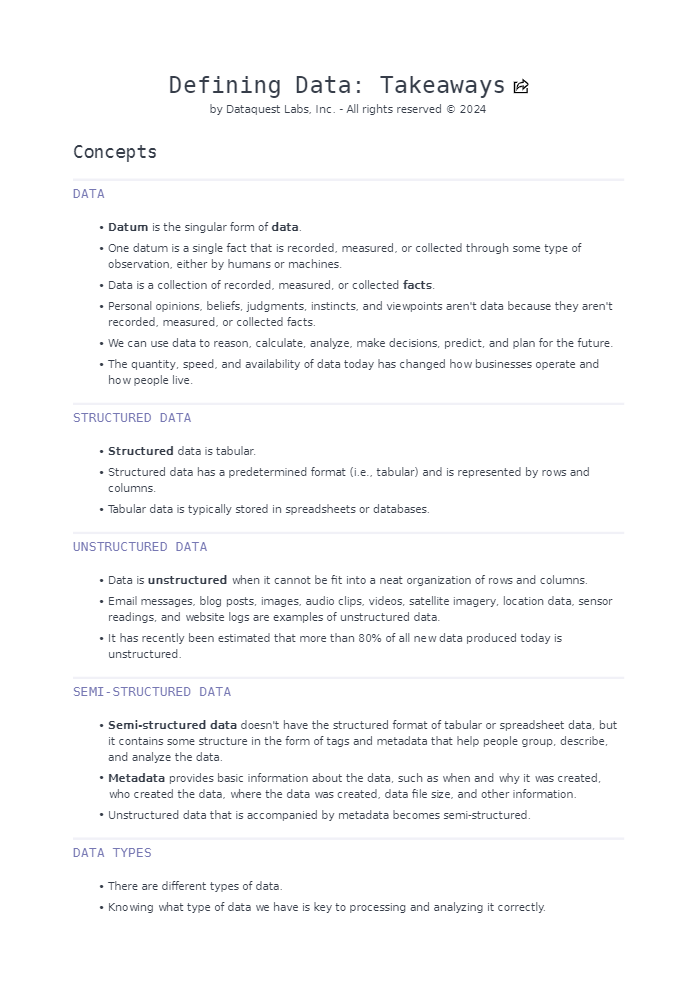 Defining Data: Takeaways
by Dataquest Labs, Inc. - All rights reserved © 2024
Concepts
DATA
• Datum is the singular form of data.
• One datum is a single fact that is recorded, measured, or collected through some type of
observation, either by humans or machines.
• Data is a collection of recorded, measured, or collected facts.
• Personal opinions, beliefs, judgments, instincts, and viewpoints aren't data because they aren't
recorded, measured, or collected facts.
• We can use data to reason, calculate, analyze, make decisions, predict, and plan for the future.
• The quantity, speed, and availability of data today has changed how businesses operate and
how people live.
STRUCTURED DATA
• Structured data is tabular.
• Structured data has a predetermined format (i.e., tabular) and is represented by rows and
columns.
• Tabular data is typically stored in spreadsheets or databases.
UNSTRUCTURED DATA
• Data is unstructured when it cannot be fit into a neat organization of rows and columns.
• Email messages, blog posts, images, audio clips, videos, satellite imagery, location data, sensor
readings, and website logs are examples of unstructured data.
• It has recently been estimated that more than 80% of all new data produced today is
unstructured.
SEMI-STRUCTURED DATA
• Semi-structured data doesn't have the structured format of tabular or spreadsheet data, but
it contains some structure in the form of tags and metadata that help people group, describe,
and analyze the data.
• Metadata provides basic information about the data, such as when and why it was created,
who created the data, where the data was created, data file size, and other information.
• Unstructured data that is accompanied by metadata becomes semi-structured.
DATA TYPES
• There are different types of data.
• Knowing what type of data we have is key to processing and analyzing it correctly.